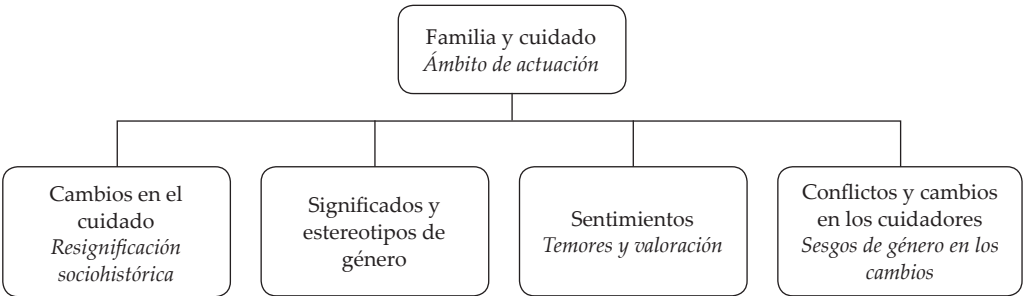 Familia y cuidado
Ámbito de actuación
Cambios en el
cuidado
Resignificación
sociohistórica
Significados y
estereotipos de
género
Sentimientos
Temores y valoración
Conflictos y cambios
en los cuidadores
Sesgos de género en los
cambios